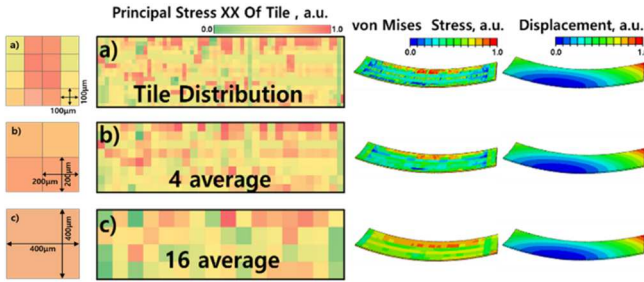 Principal Stress XX Of Tile , a.u.
0.0 1.0
von Mises Stress, a.u.
0.0 1.0
Displacement, a.u.
0.0 1.0
a)
100μm
100μm
a)
Tile Distribution
b)
200μm
200μm
b)
4 average
c)
400μm
400μm
c)
16 average